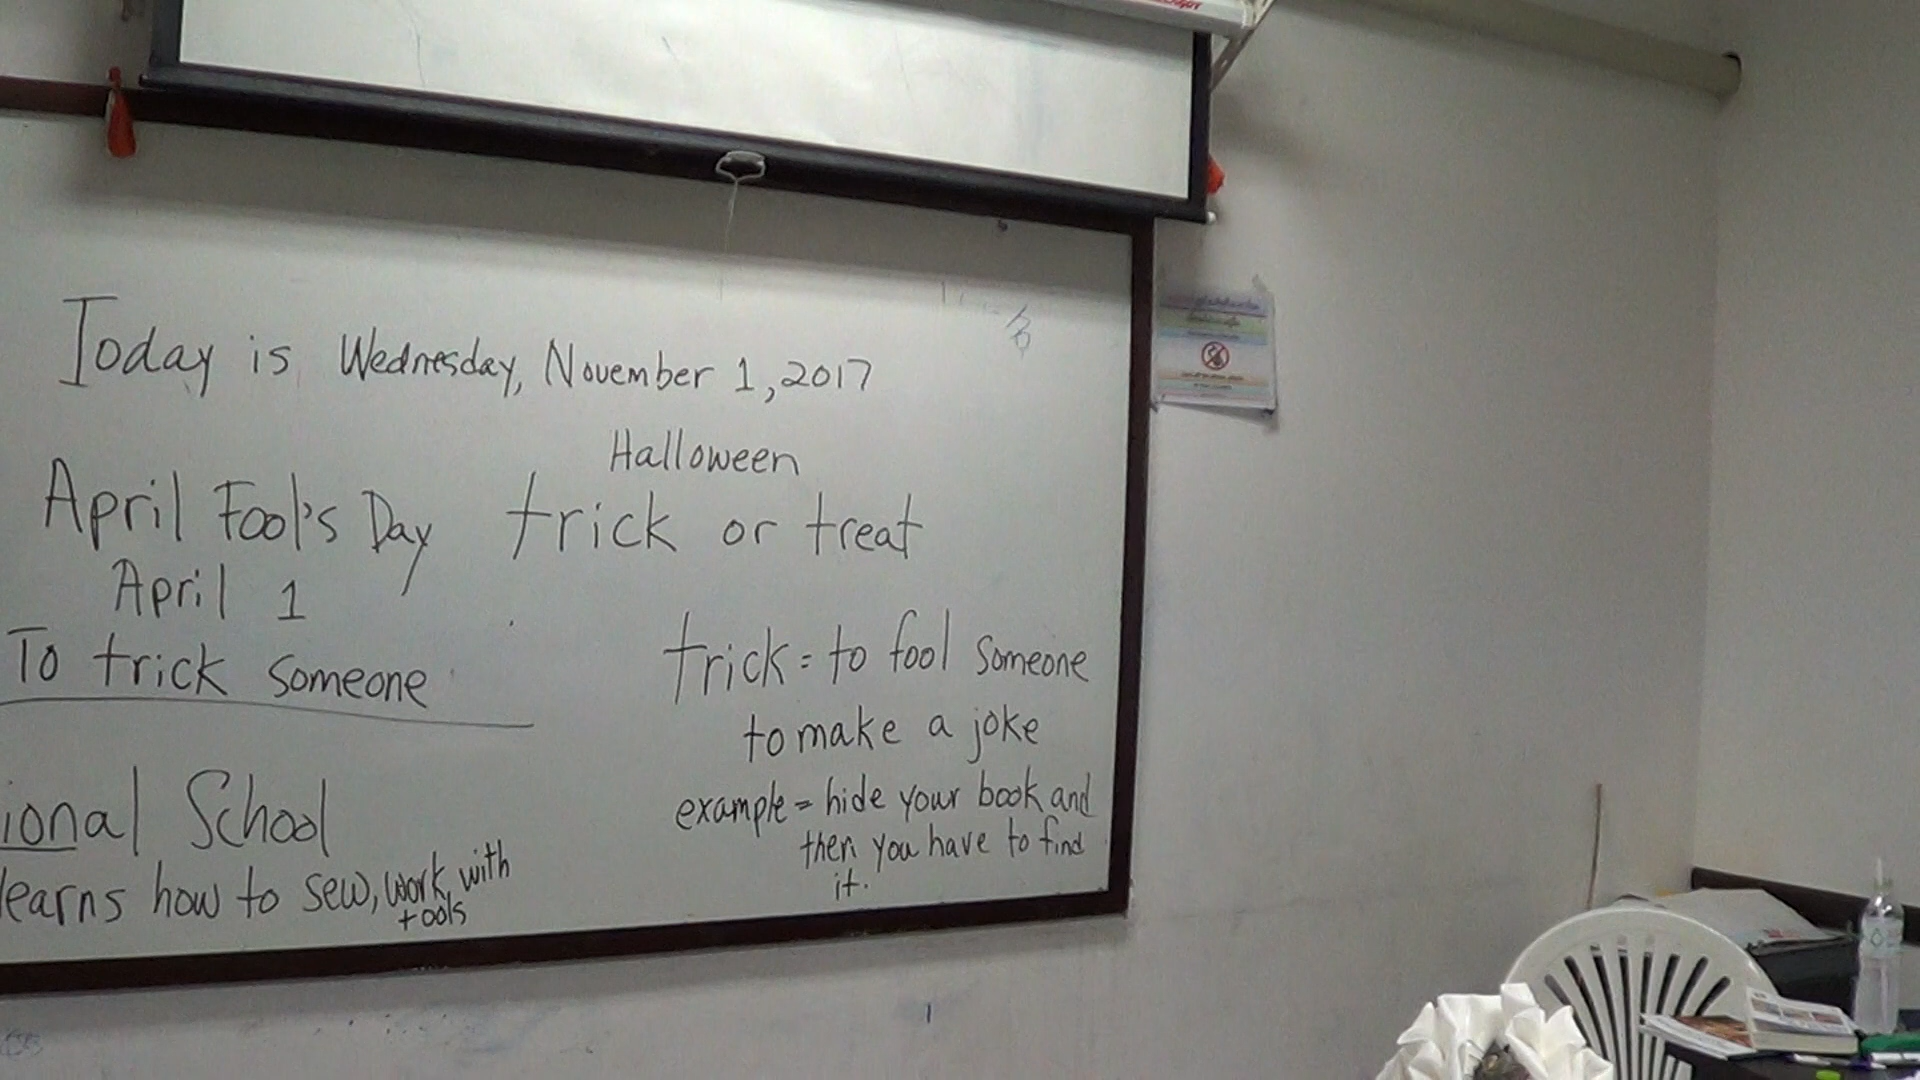 Today is Wednesday, November 1, 2017
Halloween
April Fool's Day trick or treat
April 1
To trick someone
trick = to fool someone
to make a joke
example = hide your book and
then you have to find
it.
ional School
learns how to sew, work with
tools